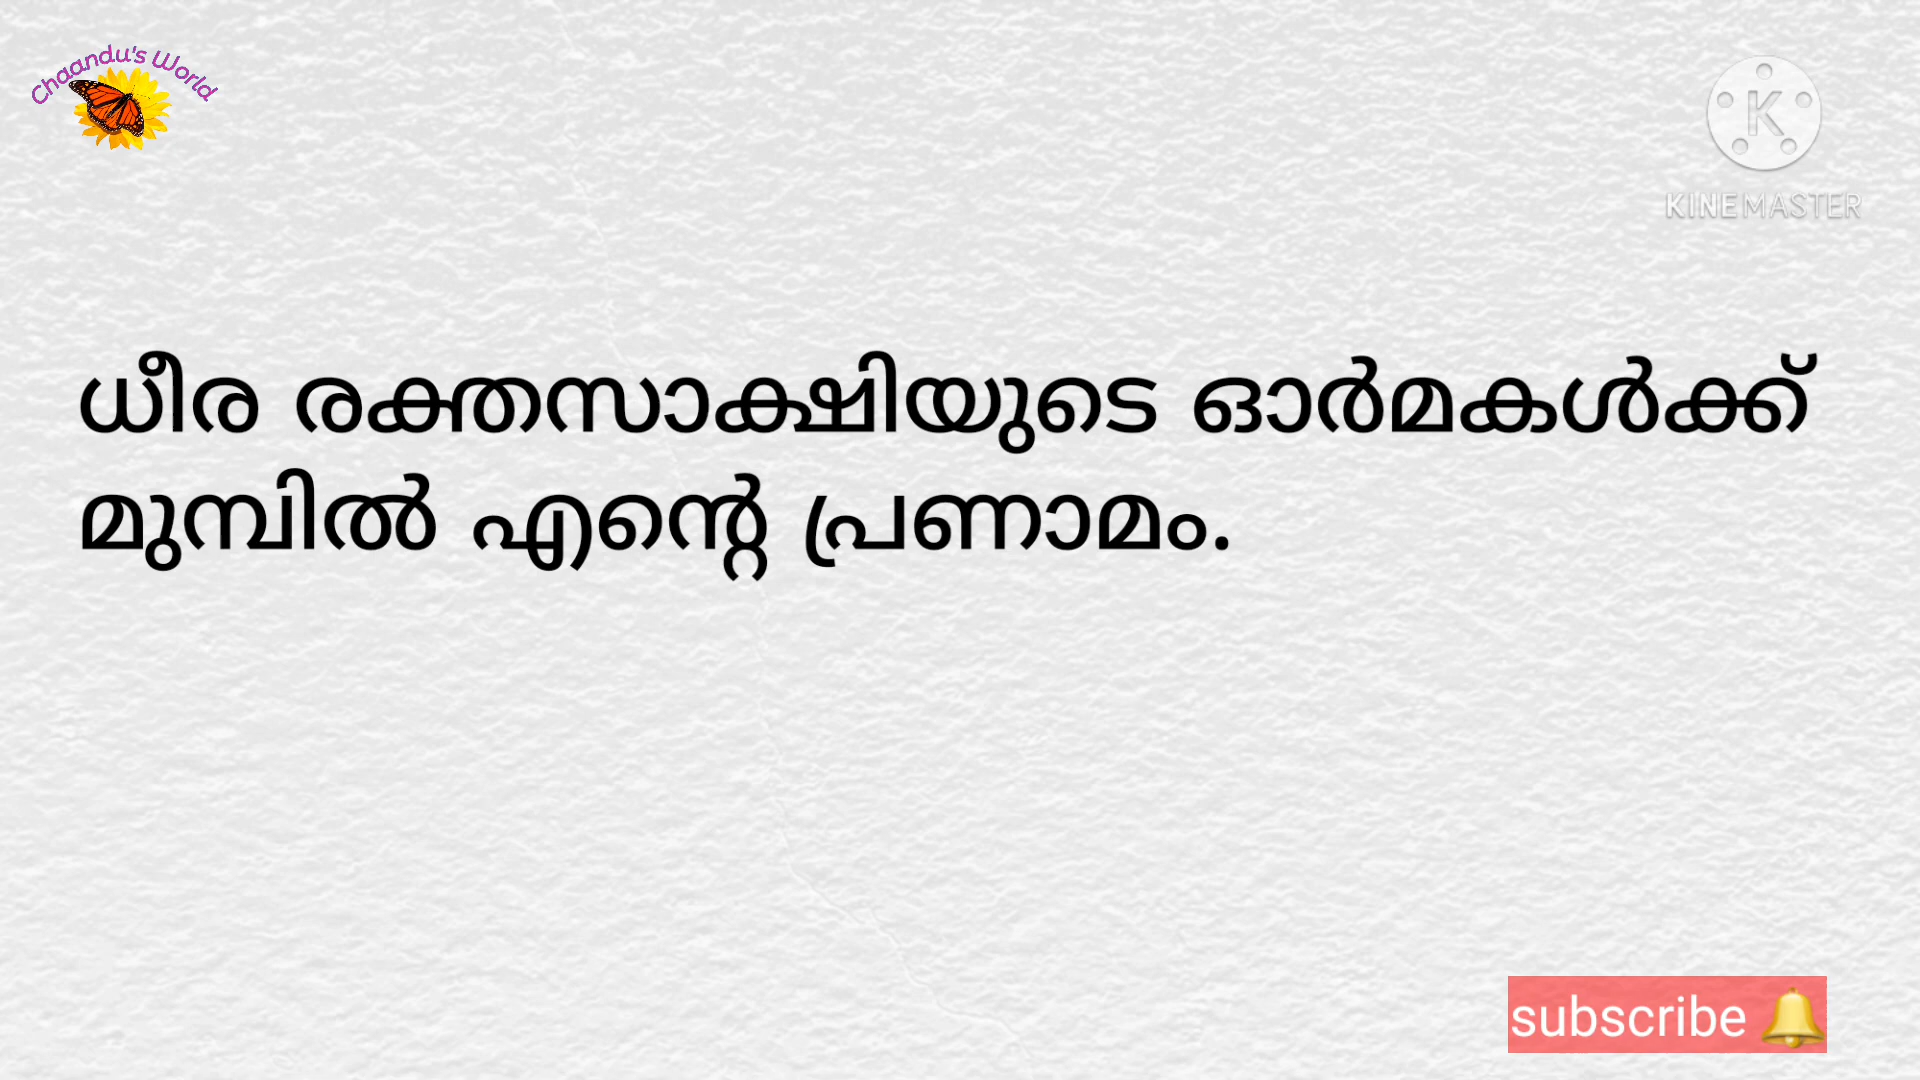 Chaandu's World
KINEMASTER
ധീര രക്തസാക്ഷിയുടെ ഓർമകൾക്ക്
മുമ്പിൽ എന്റെ പ്രണാമം.
subscribe 🔔